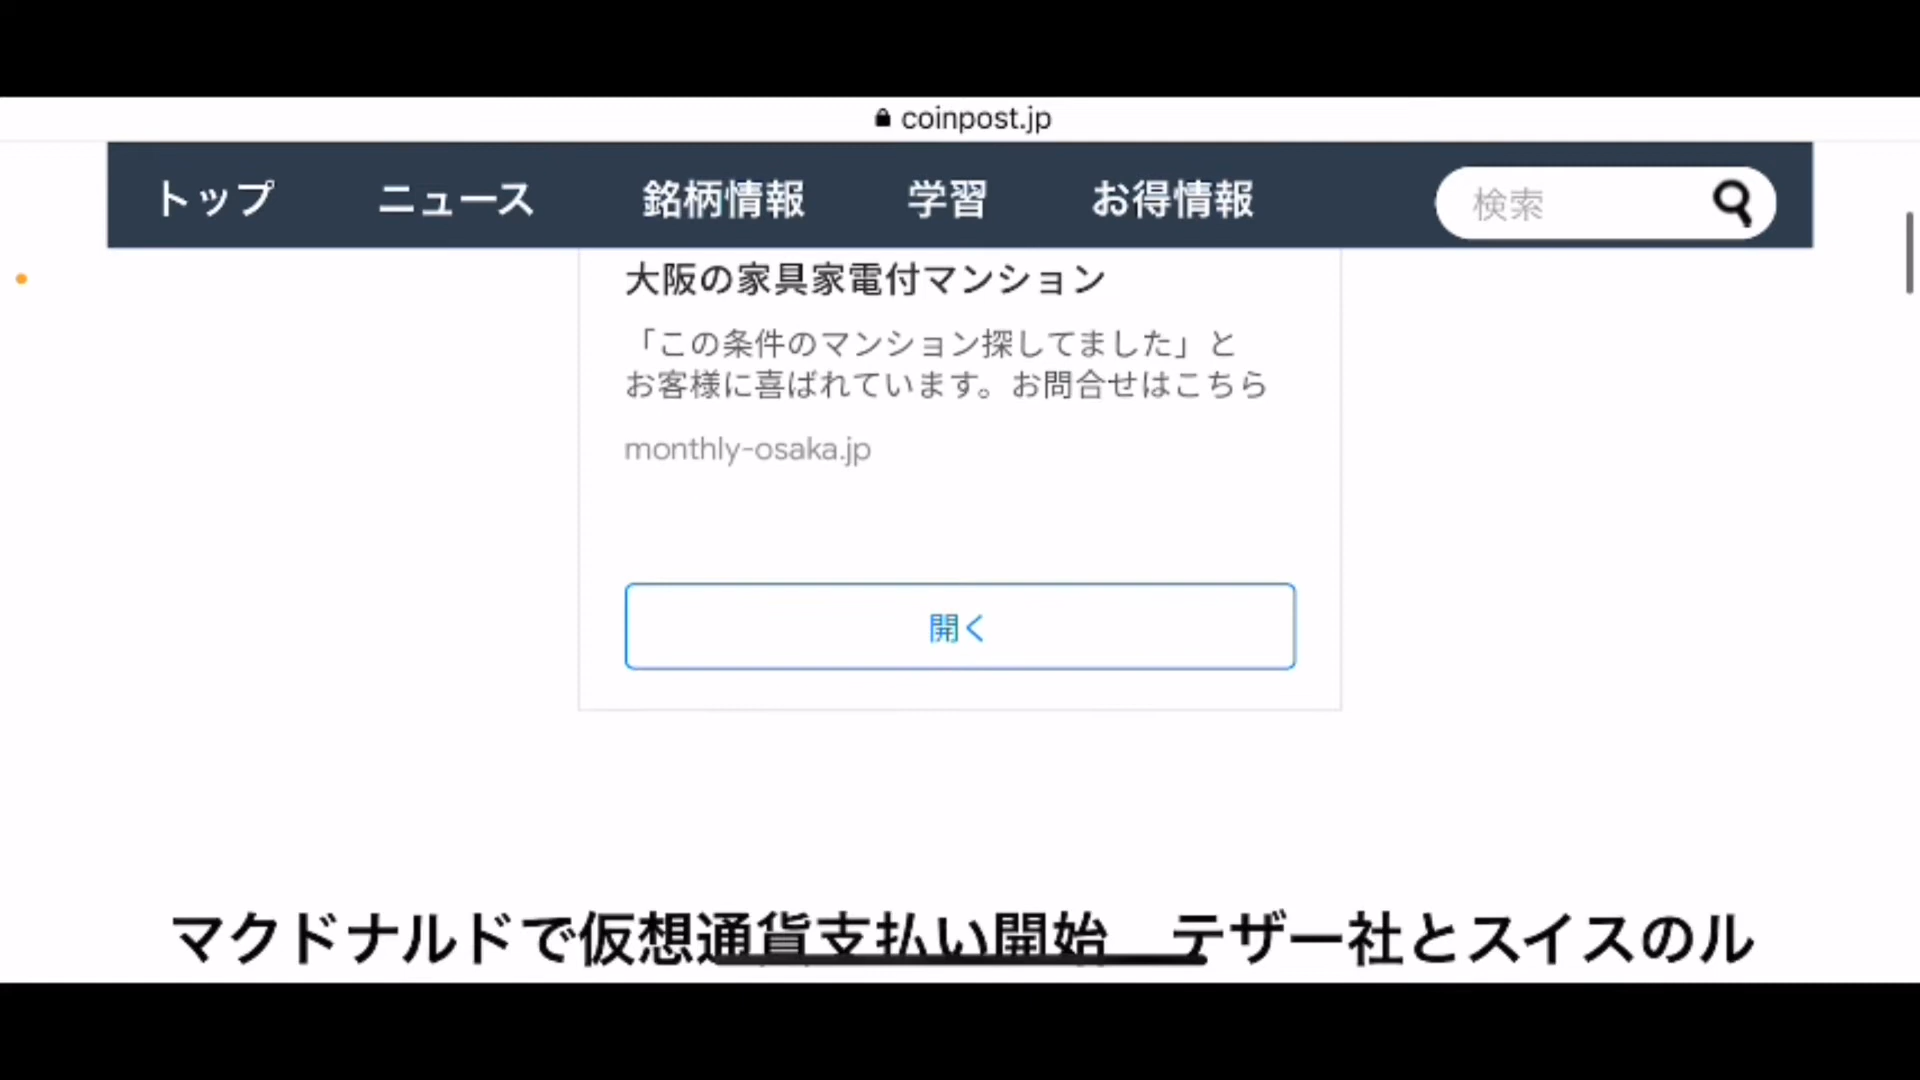 coinpost.jp
トップ ニュース 銘柄情報 学習 お得情報 検索
大阪の家具家電付マンション
「この条件のマンション探してました」と
お客様に喜ばれています。お問合せはこちら
monthly-osaka.jp
開く
マクドナルドで仮想通貨支払い開始 テザー社とスイスのル